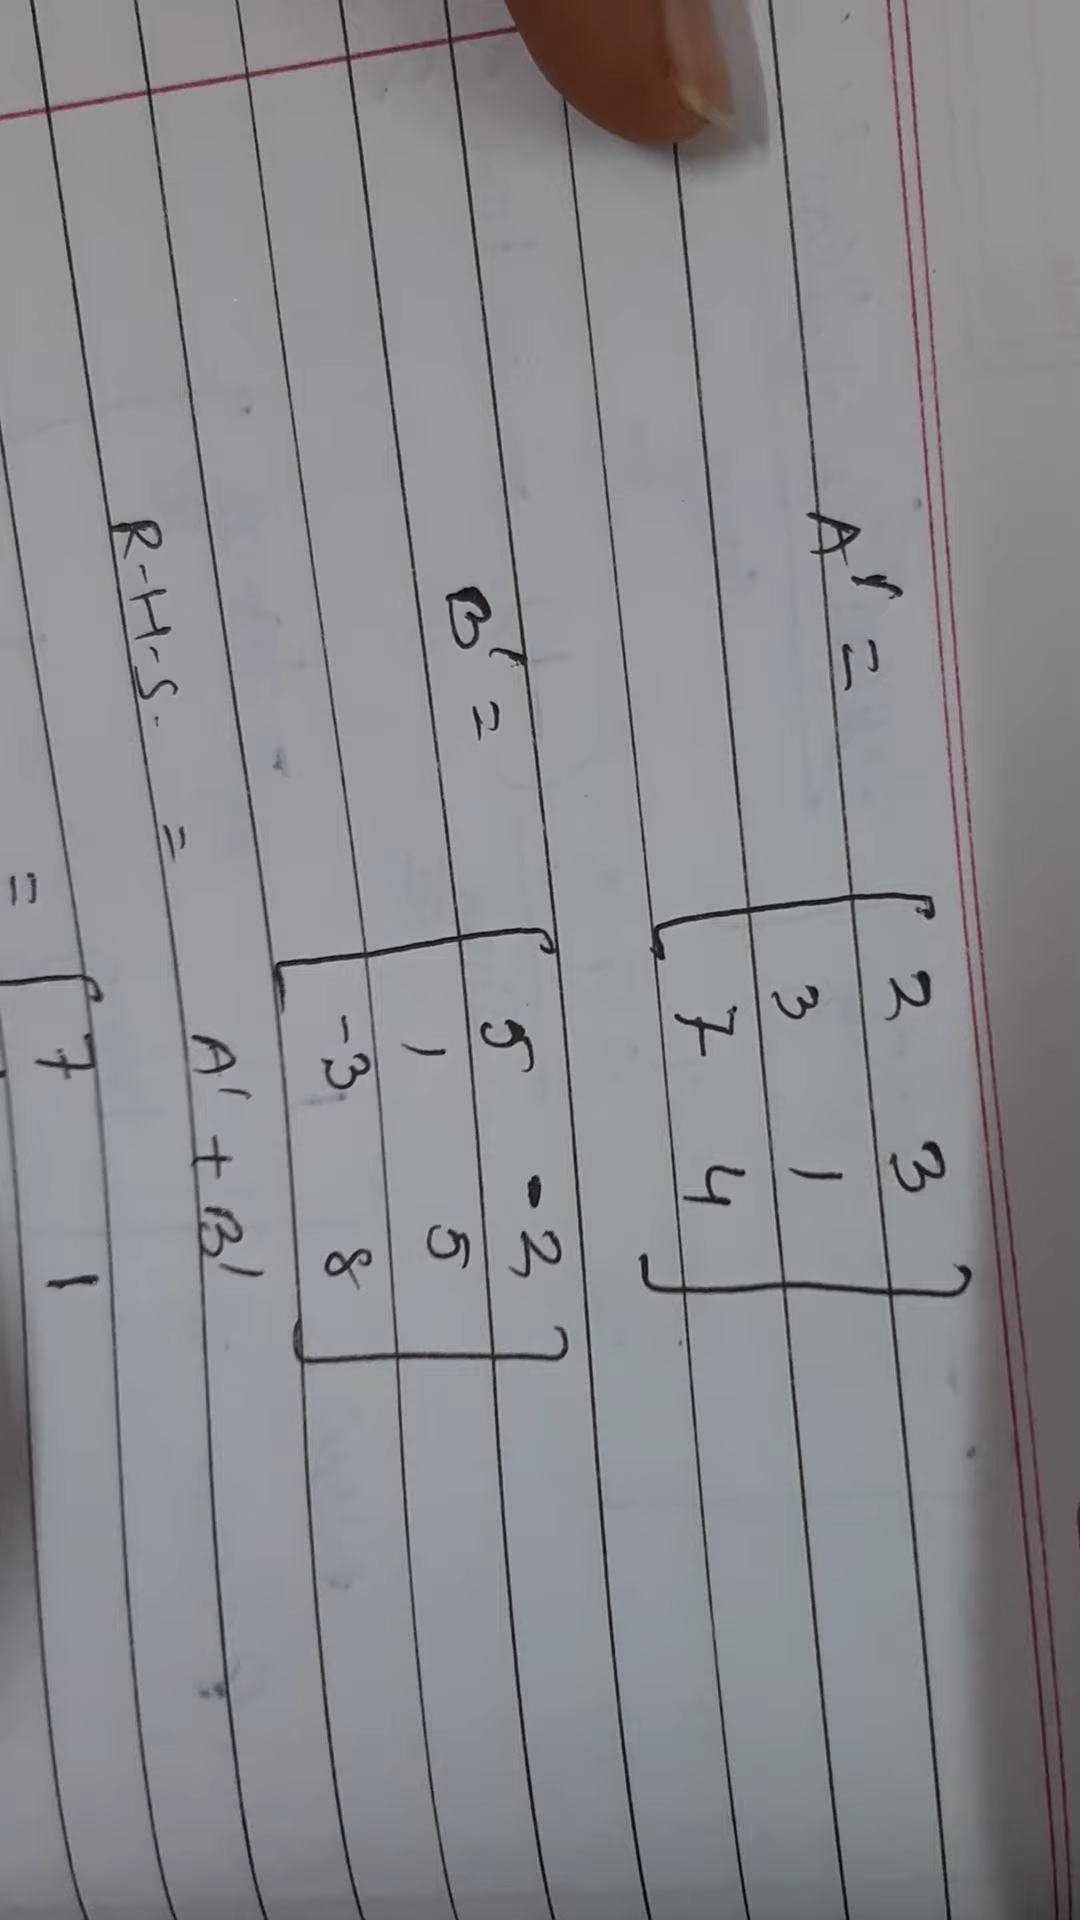 A' = [ 2 3
3 1
7 4 ]
B' = [ 5 -2
1 5
-3 8 ]
R-H-S. = A' + B'
= [ 7 1